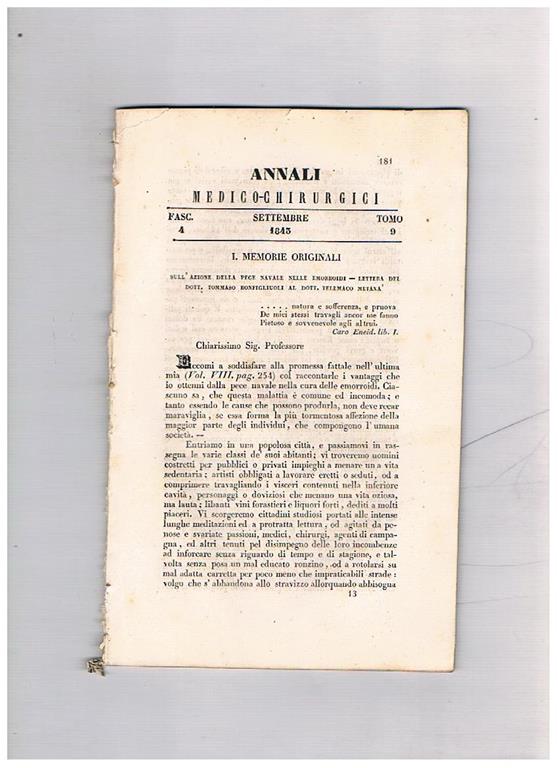 181
ANNALI
MEDICO-CHIRURGICI
FASC. SETTEMBRE TOMO
4 1843 9
I. MEMORIE ORIGINALI
SULL' AZIONE DELLA PECE NAVALE NELLE EMORROIDI — LETTERA DEL
DOTT. TOMMASO BONFIGLIUOLI AL DOTT. TELEMACO METAXA'
. . . . . natura e sofferenza, e pruova
De miei stessi travagli ancor me fanno
Pietoso e sovvenevole agli altrui.
Caro Eneid. lib. I.
Chiarissimo Sig. Professore
Eccomi a soddisfare alla promessa fattale nell' ultima
mia (Vol. VIII. pag. 254) col raccontarle i vantaggi che
io ottenni dalla pece navale nella cura delle emorroidi. Cia-
scuno sa, che questa malattia è comune ed incomoda; e
tanto essendo le cause che possono produrla, non deve recar
maraviglia, se essa forma la più tormentosa affezione della
maggior parte degli individui, che compongono l' umana
società. —
Entriamo in una popolosa città, e passiamovi in ras-
segna le varie classi de' suoi abitanti; vi troveremo uomini
costretti per pubblici o privati impieghi a menare una vita
sedentaria; artisti obbligati a lavorare eretti o seduti, od a
comprimere travagliando i visceri contenuti nella inferiore
cavità, personaggi o doviziosi che menano una vita oziosa,
ma lauta; libanti vini forastieri e liquori forti, dediti a molti
piaceri. Vi scorgeremo cittadini studiosi portati alle intense
lunghe meditazioni ed a protratta lettura, od agitati da pe-
nose e svariate passioni, medici, chirurgi, agenti di campa-
gna, ed altri tenuti pel disimpegno delle loro incombenze
ad inforcare senza riguardo di tempo e di stagione, e tal-
volta senza posa un mal educato ronzino, od a rotolarsi su
mal adatta carretta per poco meno che impraticabili strade:
volgo che s' abbandona allo stravizzo allorquando abbisogna
13